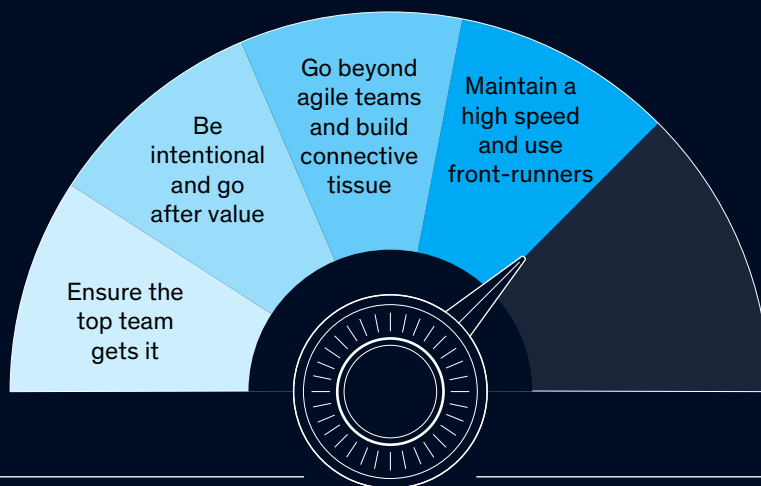 Ensure the
top team
gets it
Be
intentional
and go
after value
Go beyond
agile teams
and build
connective
tissue
Maintain a
high speed
and use
front-runners